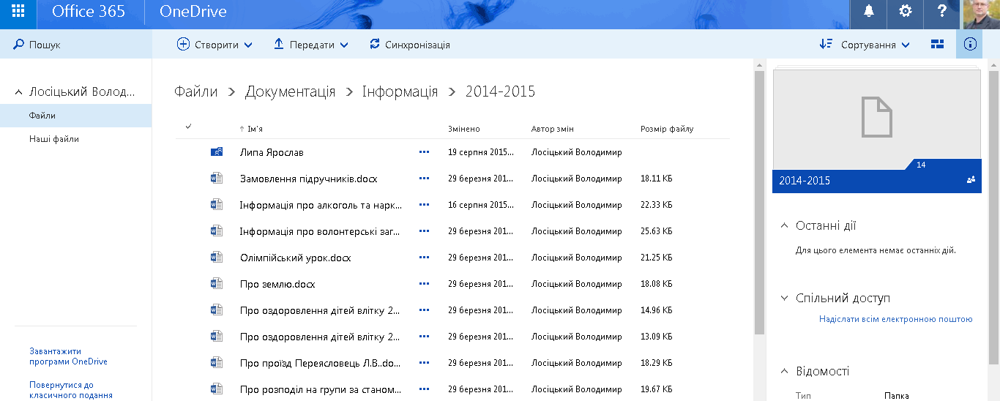 Office 365 OneDrive ?
Пошук Створити Передати Синхронізація Сортування
Лосіцький Волод...
Файли
Наші файли
Завантажити
програми OneDrive
Повернутися до
класичного подання
Файли > Документація > Інформація > 2014-2015
Ім'я Змінено Автор змін Розмір файлу
Липа Ярослав ••• 19 серпня 2015... Лосіцький Володимир
Замовлення підручників.docx ••• 29 березня 201... Лосіцький Володимир 18.11 КБ
Інформація про алкоголь та нарк... ••• 16 серпня 2015... Лосіцький Володимир 22.33 КБ
Інформація про волонтерські заг... ••• 29 березня 201... Лосіцький Володимир 25.63 КБ
Олімпійський урок.docx ••• 29 березня 201... Лосіцький Володимир 21.25 КБ
Про землю.docx ••• 29 березня 201... Лосіцький Володимир 18.08 КБ
Про оздоровлення дітей влітку 2... ••• 29 березня 201... Лосіцький Володимир 14.96 КБ
Про оздоровлення дітей влітку 2... ••• 29 березня 201... Лосіцький Володимир 13.09 КБ
Про проїзд Переясловець Л.В..do... ••• 29 березня 201... Лосіцький Володимир 18.29 КБ
Про розподіл на групи за станом... ••• 29 березня 201... Лосіцький Володимир 19.67 КБ
14
2014-2015
Останні дії
Для цього елемента немає останніх дій.
Спільний доступ
Надіслати всім електронною поштою
Відомості
Тип Папка